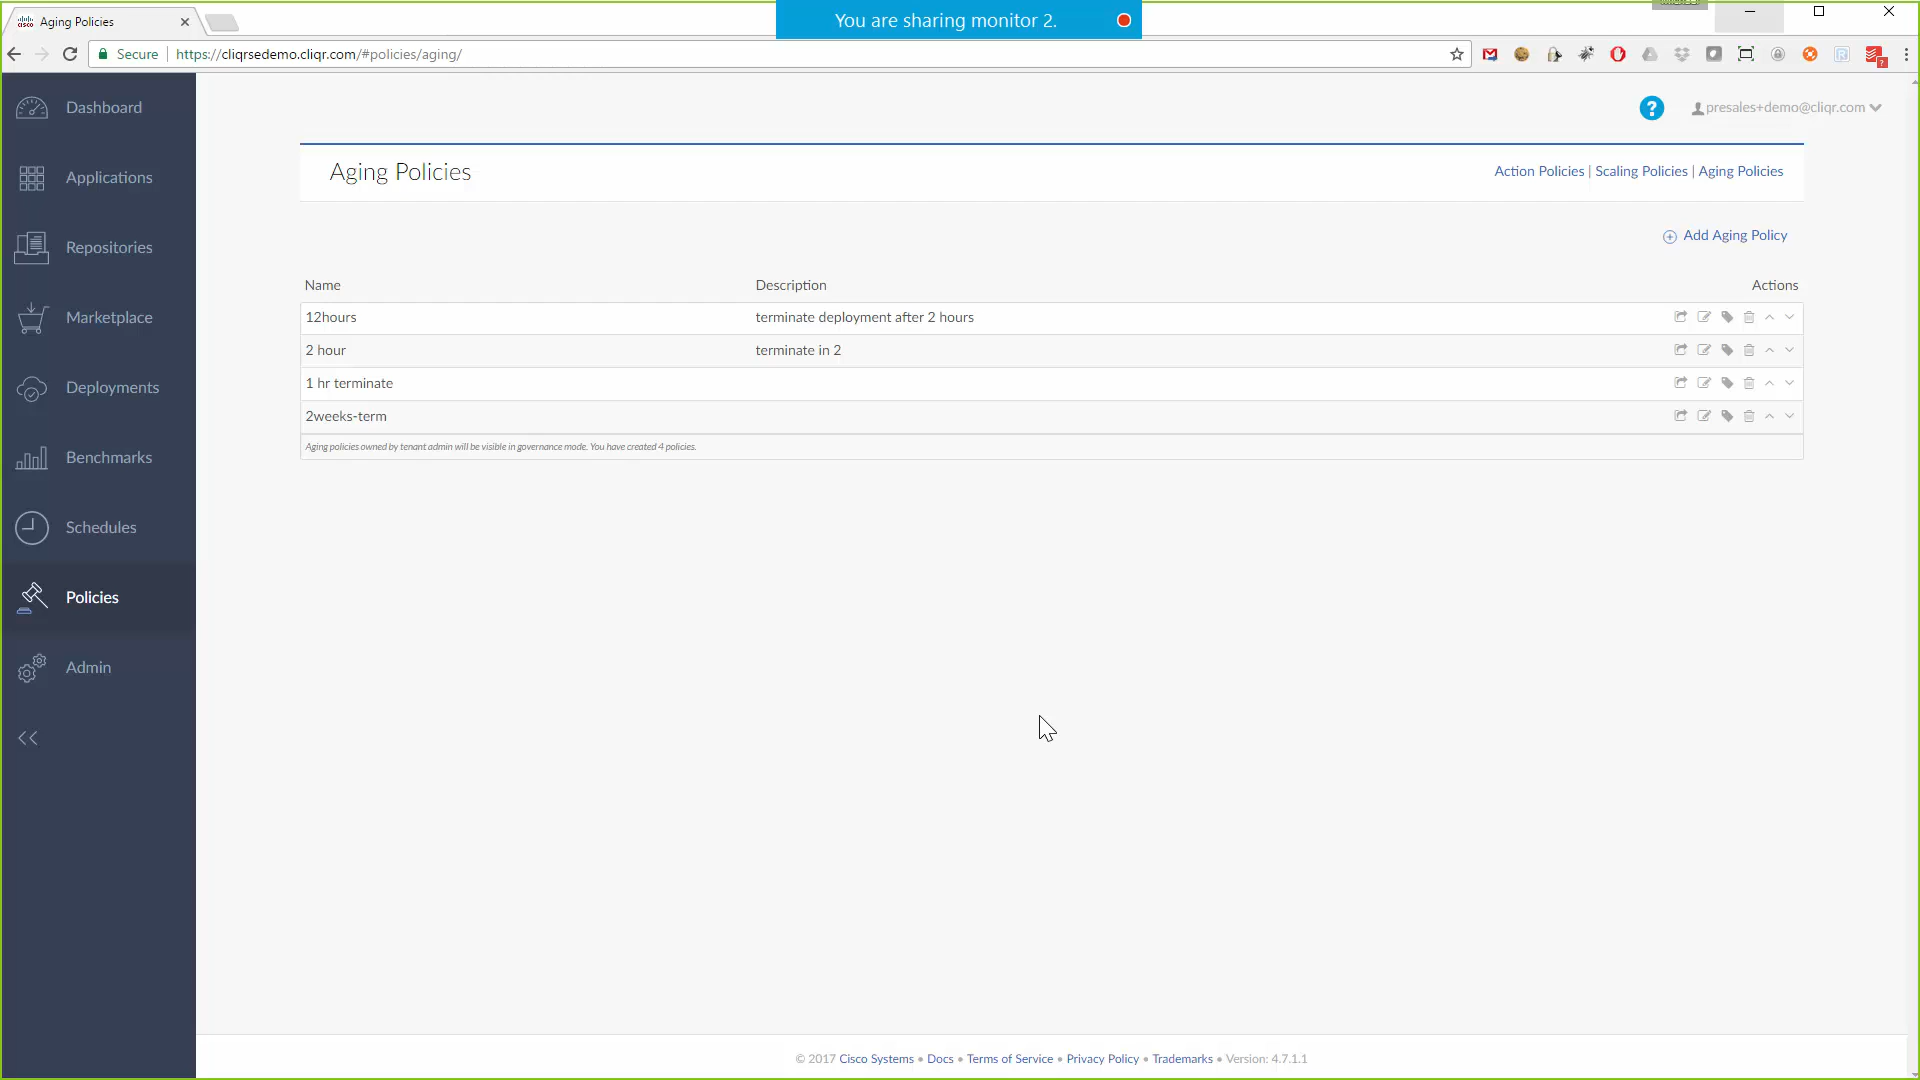 Aging Policies
You are sharing monitor 2.
Secure
https://cliqrsedemo.cliqr.com/#policies/aging/
Dashboard
Applications
Repositories
Marketplace
Deployments
Benchmarks
Schedules
Policies
Admin
presales+demo@cliqr.com
Aging Policies
Action Policies | Scaling Policies | Aging Policies
Add Aging Policy
Name Description Actions
12hours terminate deployment after 2 hours
2 hour terminate in 2
1 hr terminate
2weeks-term
Aging policies owned by tenant admin will be visible in governance mode. You have created 4 policies.
© 2017 Cisco Systems • Docs • Terms of Service • Privacy Policy • Trademarks • Version: 4.7.1.1